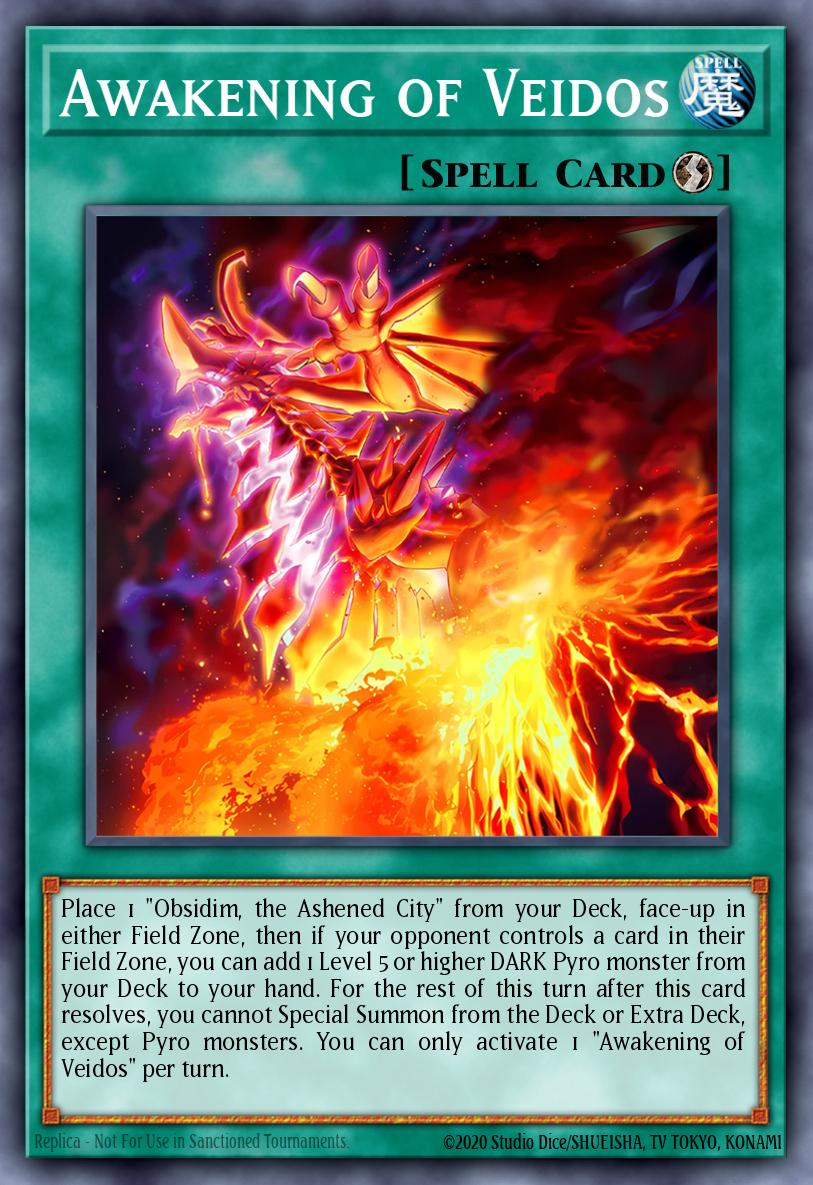 Awakening of Veidos
SPELL
魔
[Spell Card]
Place 1 "Obsidim, the Ashened City" from your Deck, face-up in
either Field Zone, then if your opponent controls a card in their
Field Zone, you can add 1 Level 5 or higher DARK Pyro monster from
your Deck to your hand. For the rest of this turn after this card
resolves, you cannot Special Summon from the Deck or Extra Deck,
except Pyro monsters. You can only activate 1 "Awakening of
Veidos" per turn.
Replica - Not For Use in Sanctioned Tournaments.
©2020 Studio Dice/SHUEISHA, TV TOKYO, KONAMI